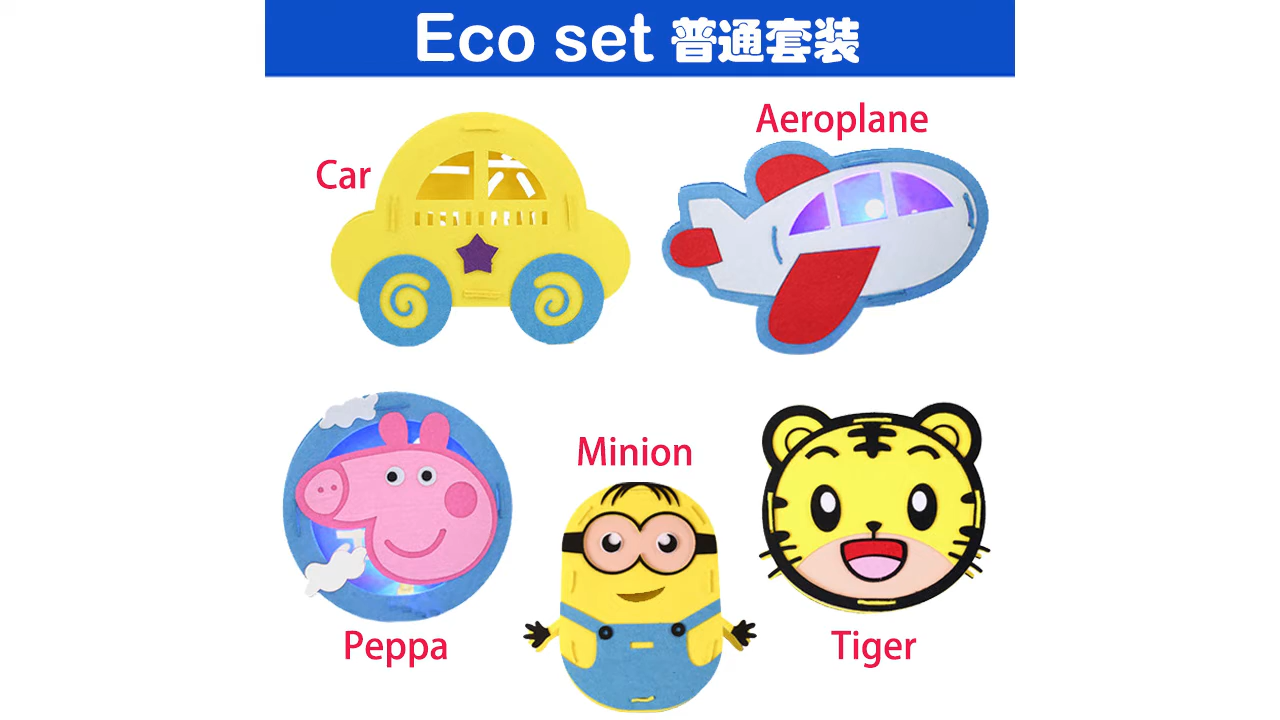 Eco set 普通套装
Car
Aeroplane
Peppa
Minion
Tiger